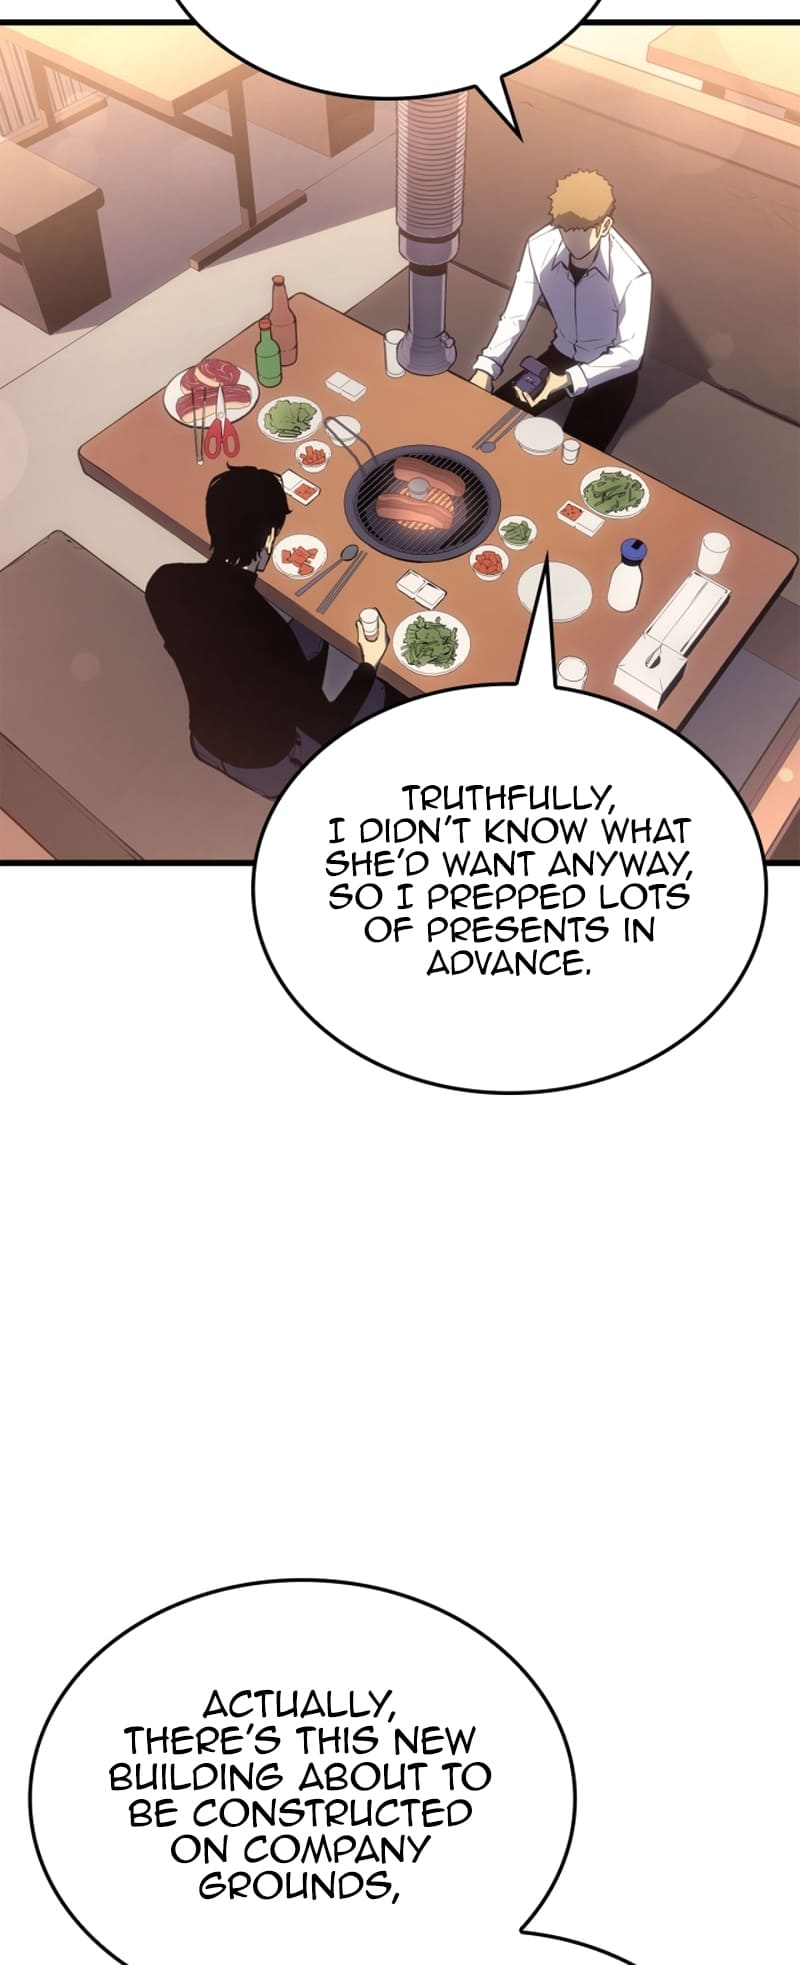 TRUTHFULLY,
I DIDN'T KNOW WHAT
SHE'D WANT ANYWAY,
SO I PREPPED LOTS
OF PRESENTS IN
ADVANCE.
ACTUALLY,
THERE'S THIS NEW
BUILDING ABOUT TO
BE CONSTRUCTED
ON COMPANY
GROUNDS,